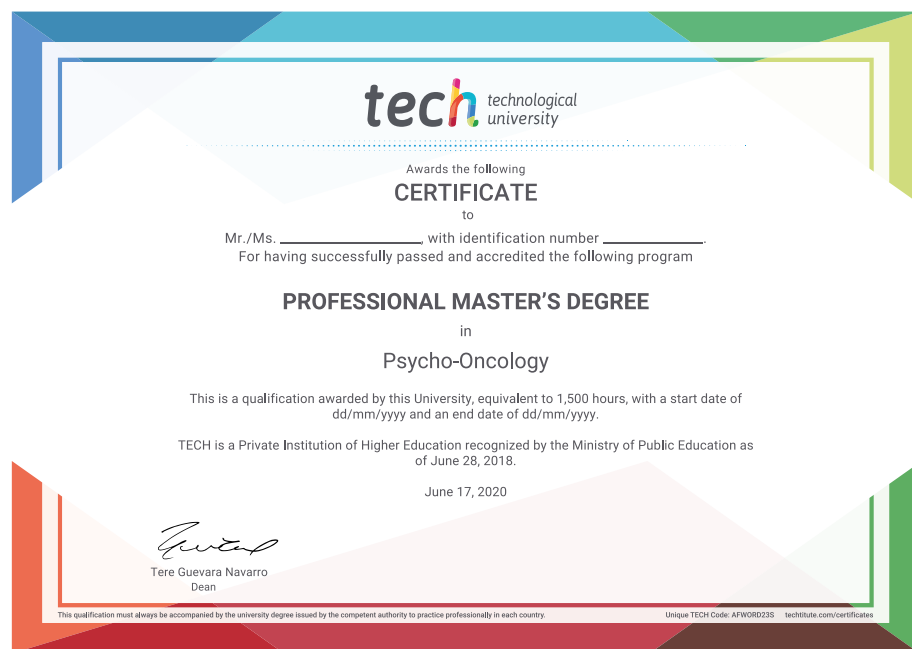 tech technological
university
Awards the following
CERTIFICATE
to
Mr./Ms. ____________________, with identification number ______________.
For having successfully passed and accredited the following program
PROFESSIONAL MASTER'S DEGREE
in
Psycho-Oncology
This is a qualification awarded by this University, equivalent to 1,500 hours, with a start date of
dd/mm/yyyy and an end date of dd/mm/yyyy.
TECH is a Private Institution of Higher Education recognized by the Ministry of Public Education as
of June 28, 2018.
June 17, 2020
Tere Guevara Navarro
Dean
This qualification must always be accompanied by the university degree issued by the competent authority to practice professionally in each country.
Unique TECH Code: AFWORD23S techtitute.com/certificates